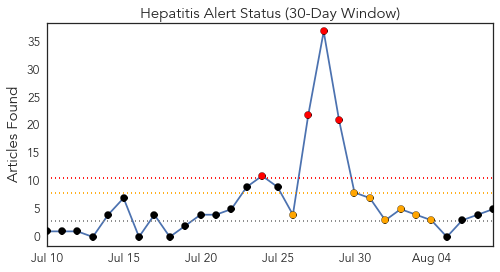 Hepatitis Alert Status (30-Day Window)
Articles Found
35
30
25
20
15
10
5
0
Jul 10 Jul 15 Jul 20 Jul 25 Jul 30 Aug 04